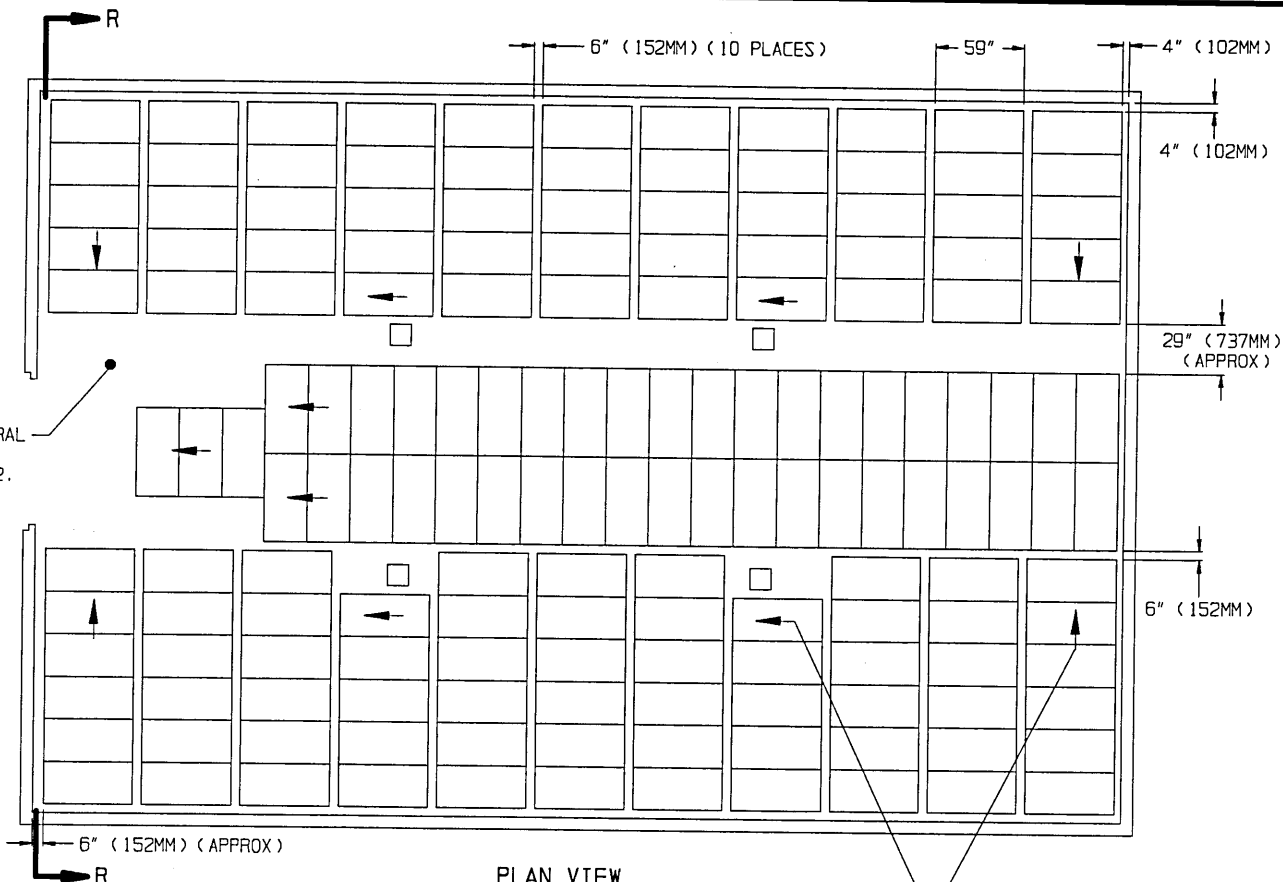 R
6" (152MM) (10 PLACES)
59"
4" (102MM)
4" (102MM)
29" (737MM)
(APPROX)
RAL
2.
6" (152MM)
6" (152MM) (APPROX)
R
PLAN VIEW